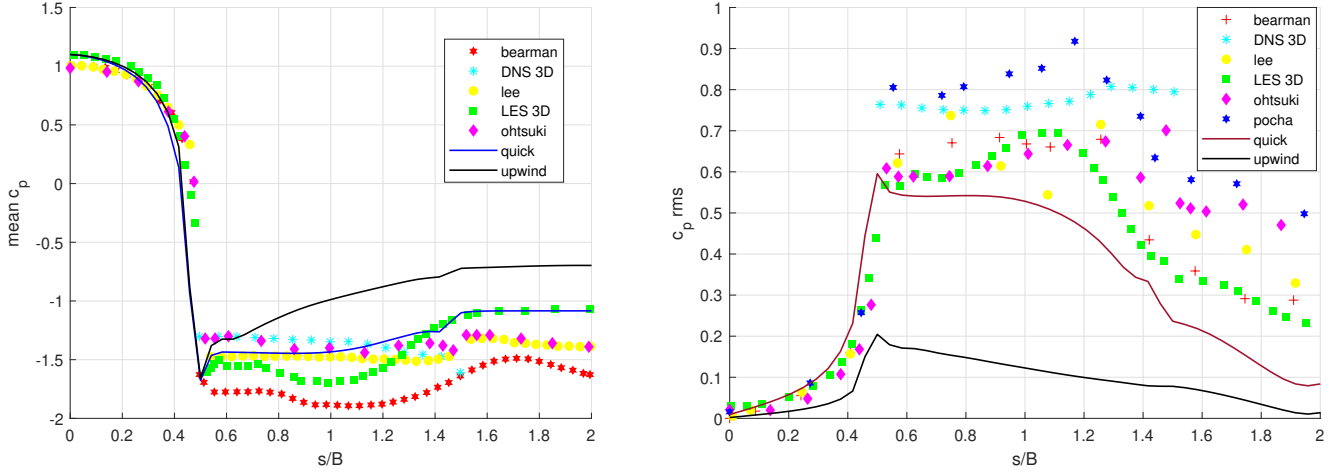 1.5
1
0.5
0
-0.5
-1
-1.5
-2
mean c_p
0 0.2 0.4 0.6 0.8 1 1.2 1.4 1.6 1.8 2
s/B
bearman
DNS 3D
lee
LES 3D
ohtsuki
quick
upwind
1
0.9
0.8
0.7
0.6
0.5
0.4
0.3
0.2
0.1
0
c_p rms
0 0.2 0.4 0.6 0.8 1 1.2 1.4 1.6 1.8 2
s/B
bearman
DNS 3D
lee
LES 3D
ohtsuki
pocha
quick
upwind